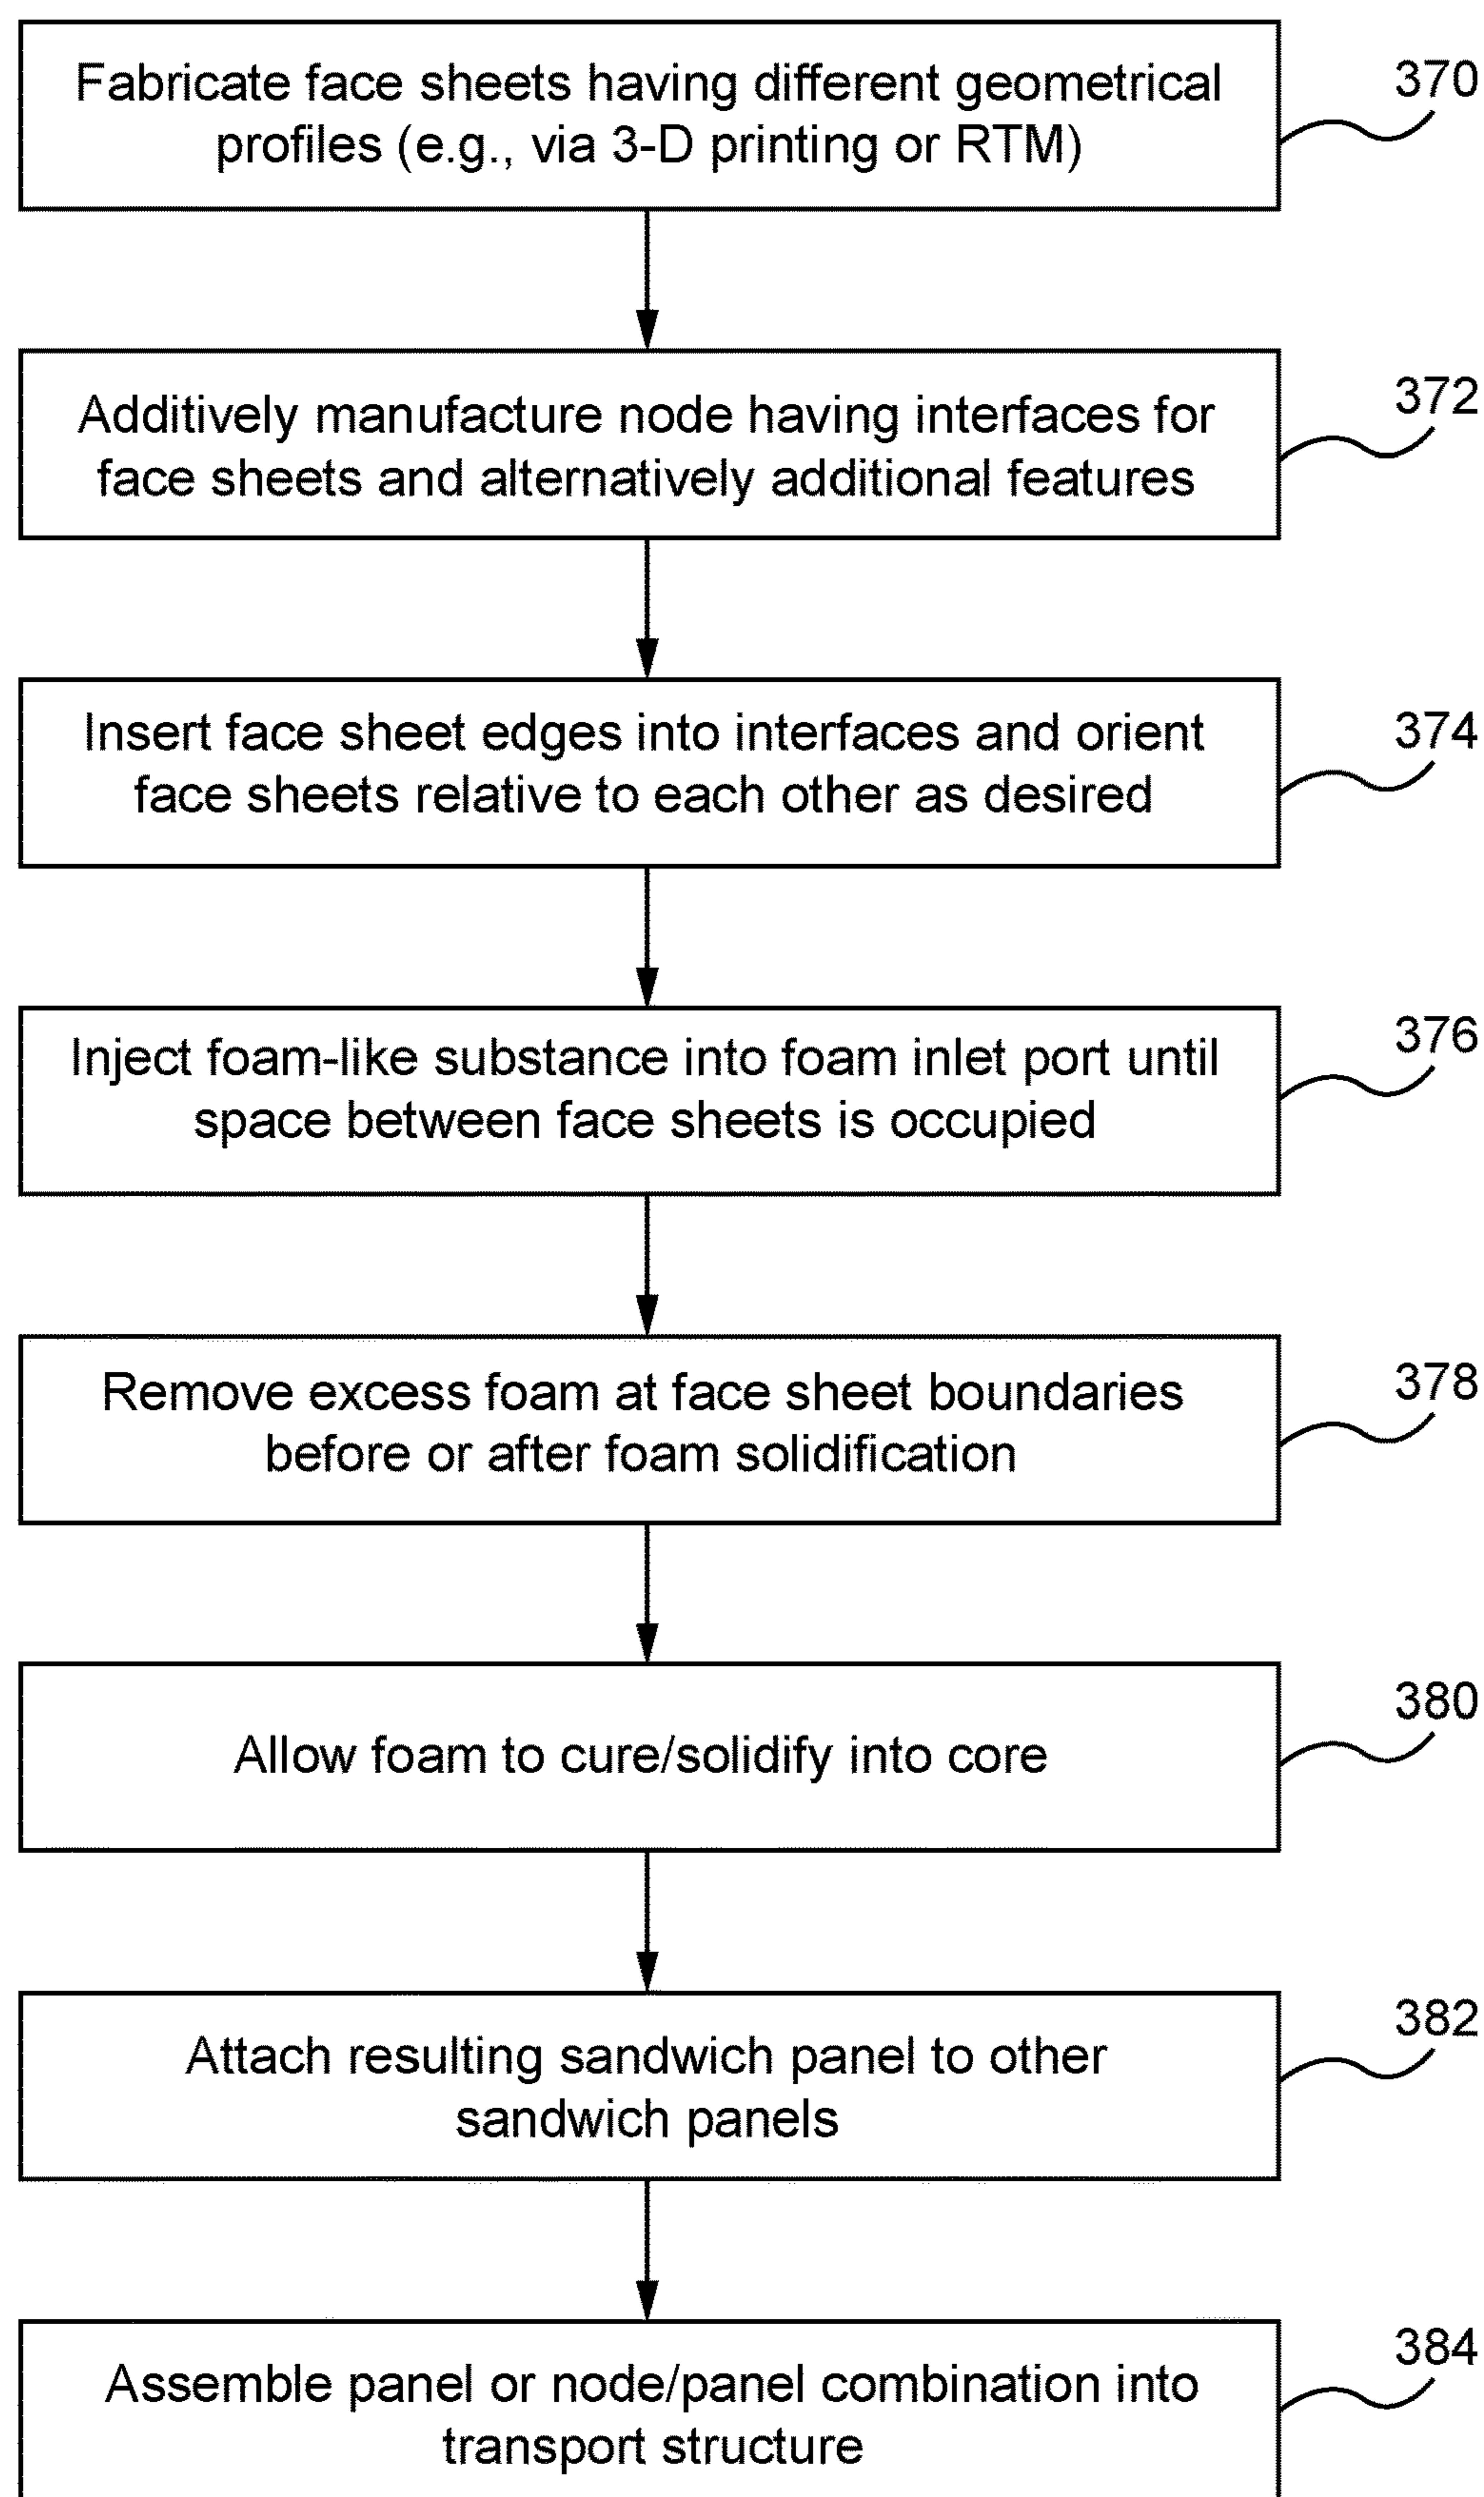 Fabricate face sheets having different geometrical
profiles (e.g., via 3-D printing or RTM)
370
Additively manufacture node having interfaces for
face sheets and alternatively additional features
372
Insert face sheet edges into interfaces and orient
face sheets relative to each other as desired
374
Inject foam-like substance into foam inlet port until
space between face sheets is occupied
376
Remove excess foam at face sheet boundaries
before or after foam solidification
378
Allow foam to cure/solidify into core
380
Attach resulting sandwich panel to other
sandwich panels
382
Assemble panel or node/panel combination into
transport structure
384